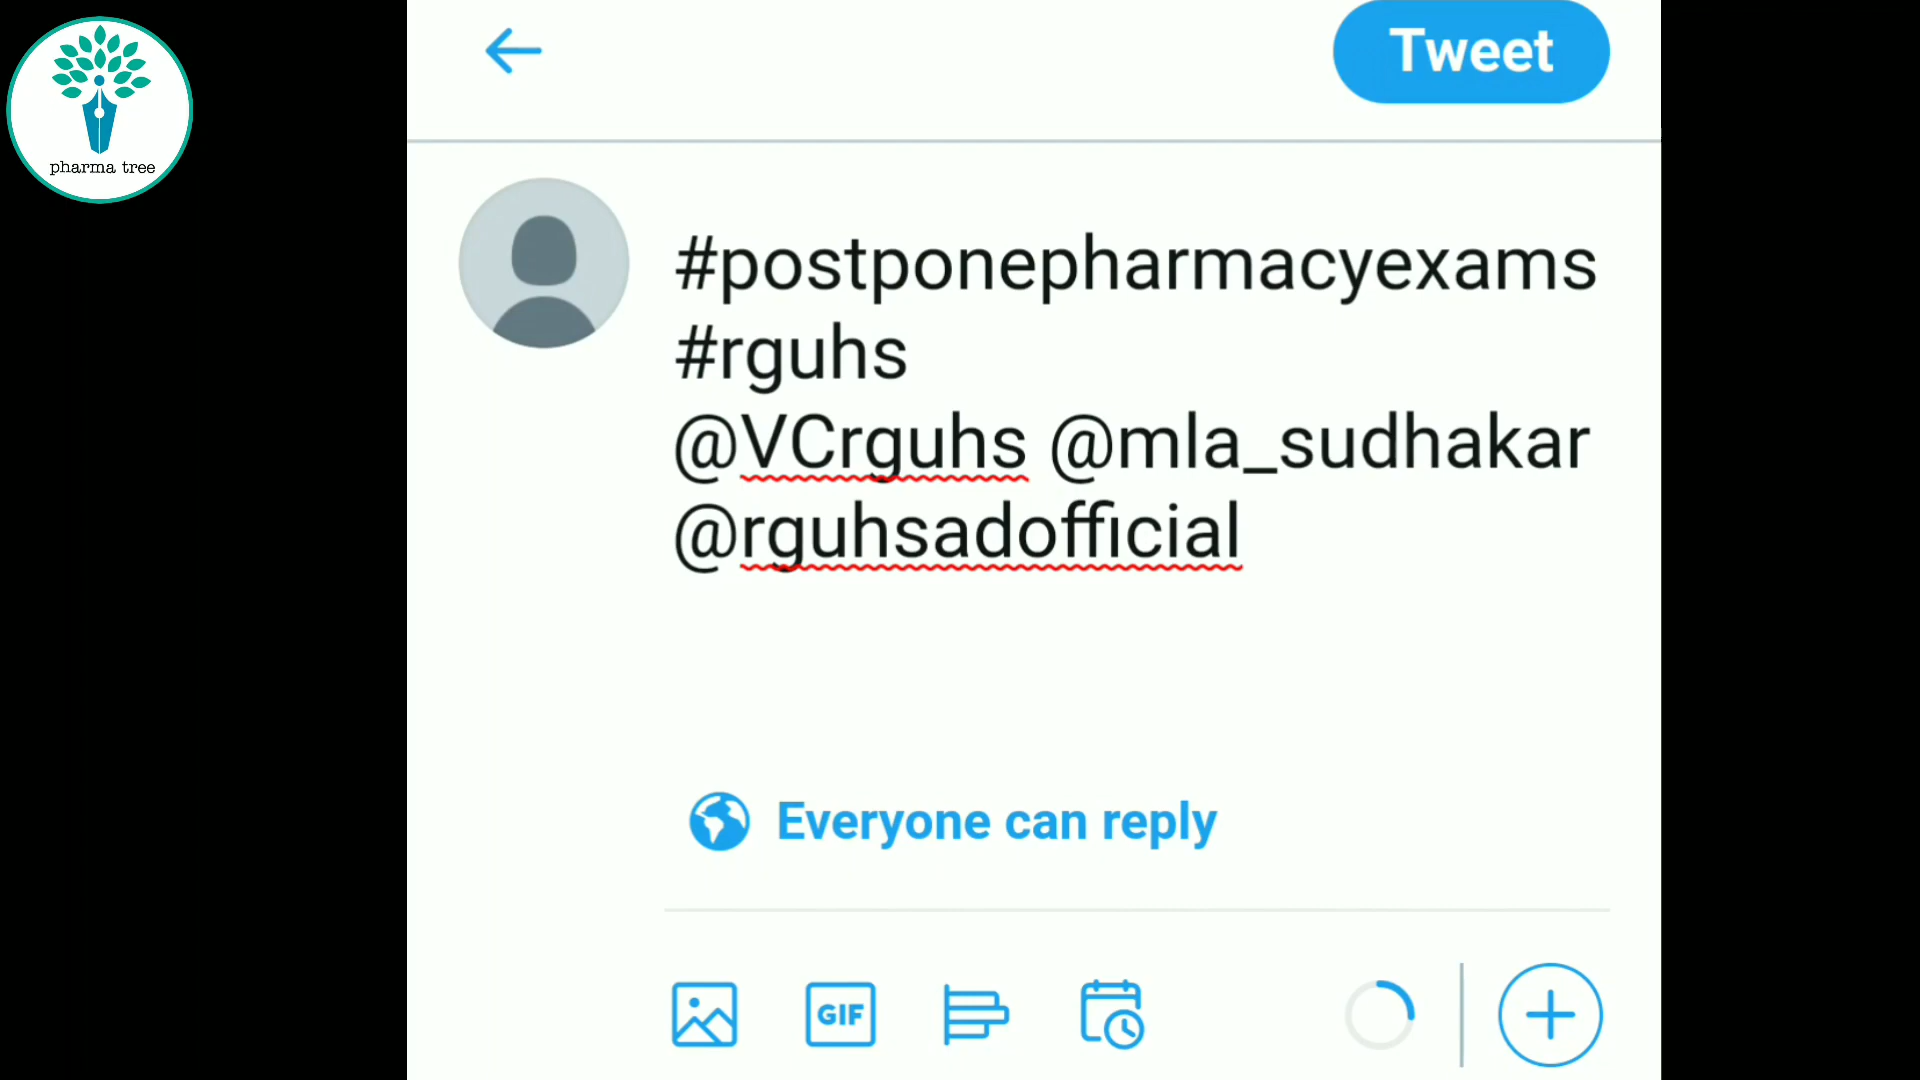 pharma tree
Tweet
#postponepharmacyexams
#rguhs
@VCrguhs @mla_sudhakar
@rguhsadofficial
Everyone can reply
GIF